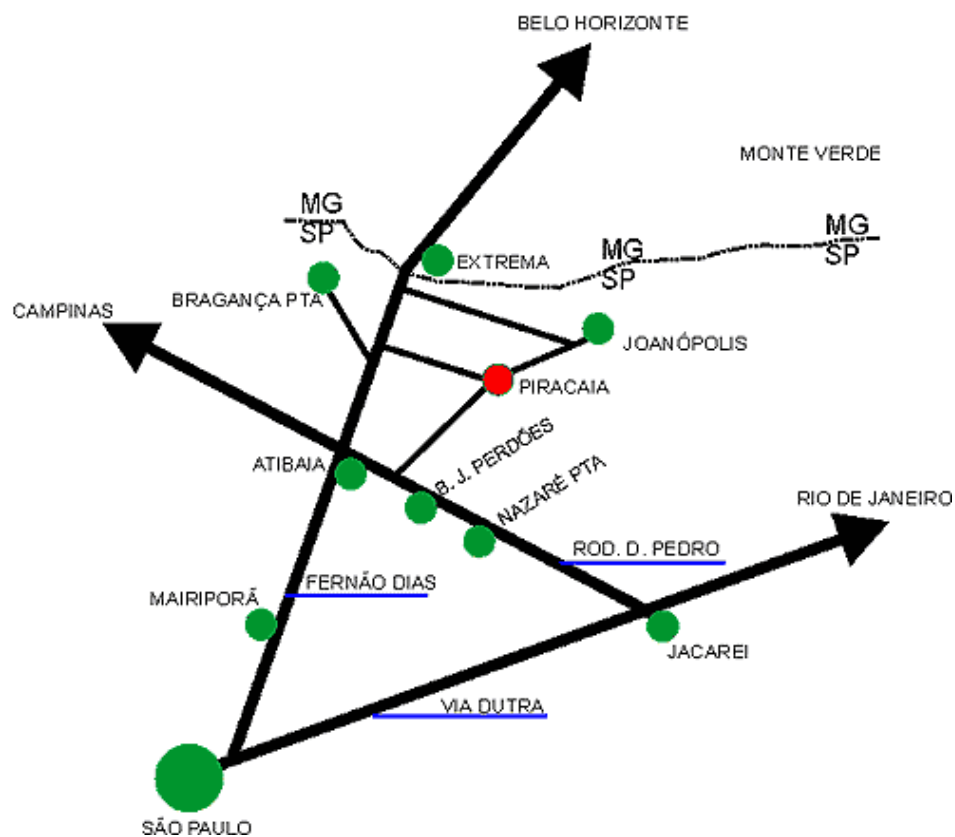 BELO HORIZONTE
MONTE VERDE
MG
SP
MG
SP
MG
SP
EXTREMA
BRAGANÇA PTA
CAMPINAS
JOANÓPOLIS
PIRACAIA
ATIBAIA
B. J. PERDÕES
NAZARÉ PTA
RIO DE JANEIRO
ROD. D. PEDRO
FERNÃO DIAS
MAIRIPORÃ
JACAREI
VIA DUTRA
SÃO PAULO